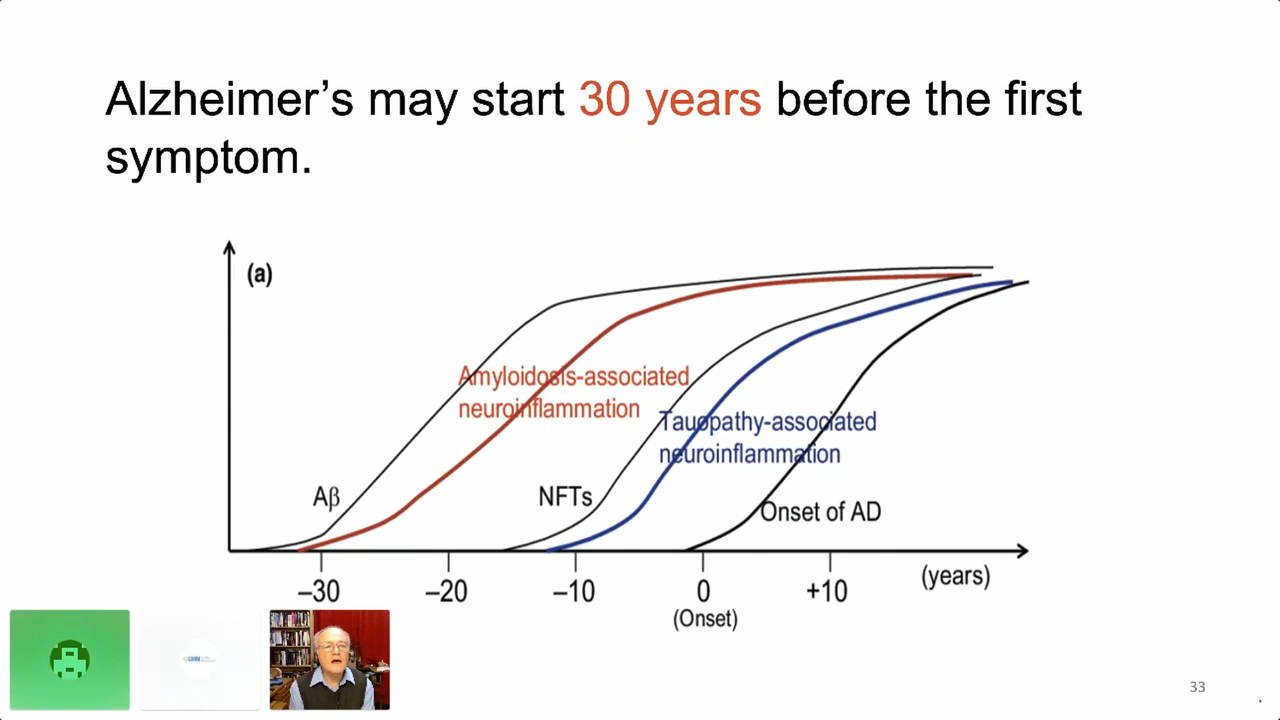 Alzheimer's may start 30 years before the first
symptom.
(a)
Amyloidosis-associated
neuroinflammation
Tauopathy-associated
neuroinflammation
Aβ
NFTs
Onset of AD
–30
–20
–10
0
+10
(years)
(Onset)
33